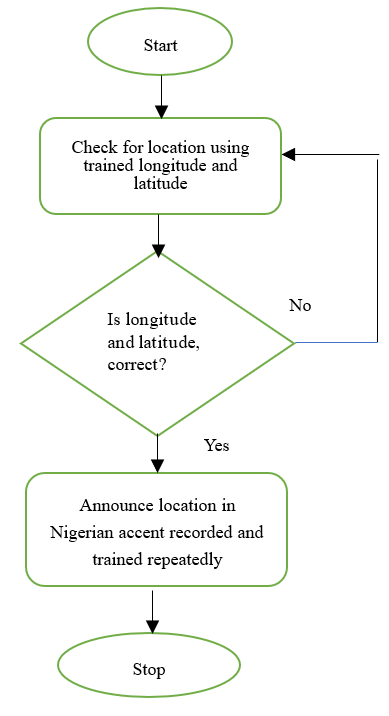 Start
Check for location using
trained longitude and
latitude
Is longitude
and latitude,
correct?
No
Yes
Announce location in
Nigerian accent recorded and
trained repeatedly
Stop